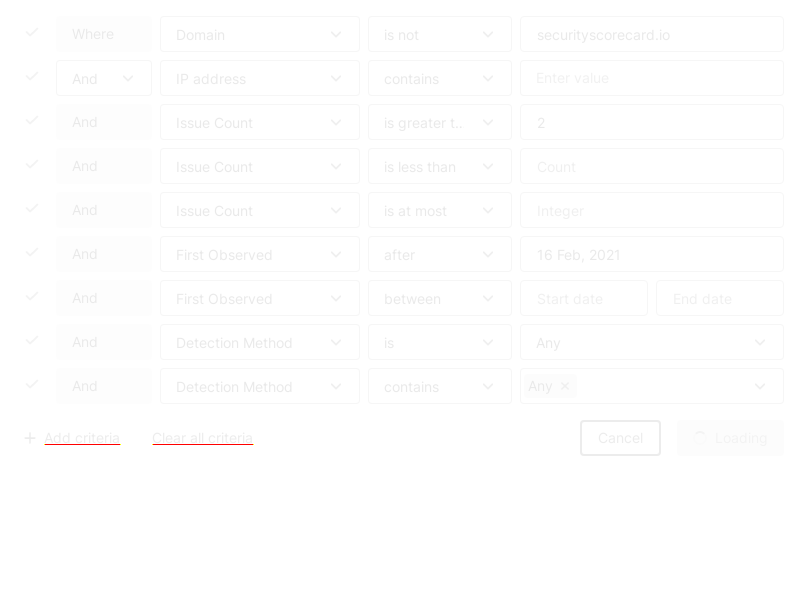 Where Domain is not securityscorecard.io
And IP address contains Enter value
And Issue Count is greater t.. 2
And Issue Count is less than Count
And Issue Count is at most Integer
And First Observed after 16 Feb, 2021
And First Observed between Start date End date
And Detection Method is Any
And Detection Method contains Any
Add criteria Clear all criteria Cancel Loading